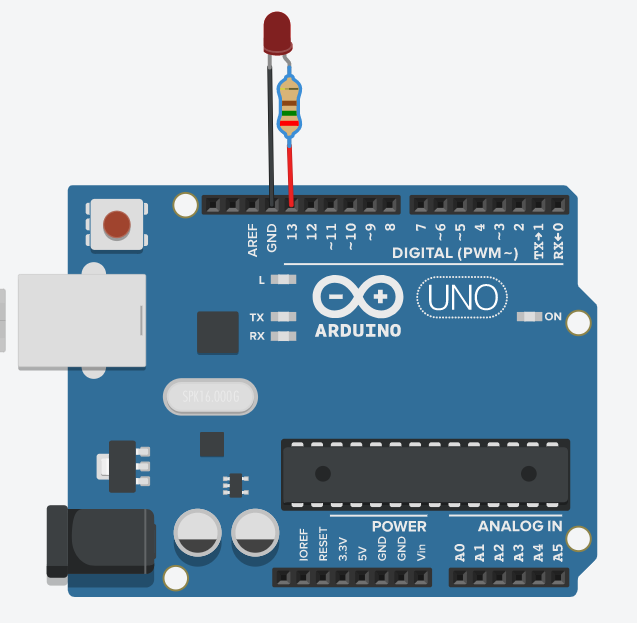 AREF
GND
13
12
~11
~10
~9
8
7
~6
~5
4
~3
2
TX→1
RX←0
DIGITAL (PWM~)
L
TX
RX
ARDUINO
UNO
ON
SPK16.000G
POWER
ANALOG IN
IOREF
RESET
3.3V
5V
GND
GND
Vin
A0
A1
A2
A3
A4
A5